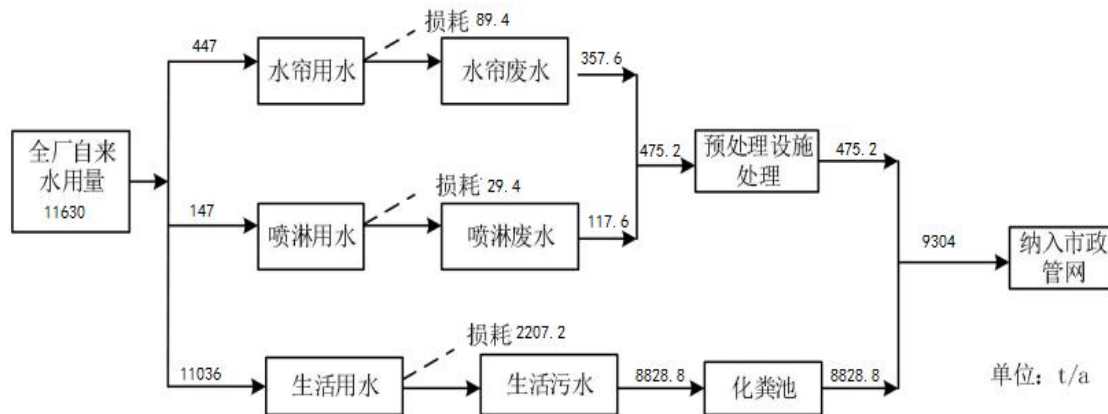 损耗 89.4
447
水帘用水
水帘废水
357.6
全厂自来
水用量
11630
475.2
预处理设施
处理
475.2
损耗 29.4
147
喷淋用水
喷淋废水
117.6
9304
纳入市政
管网
损耗 2207.2
11036
生活用水
生活污水
8828.8
化粪池
8828.8
单位：t/a